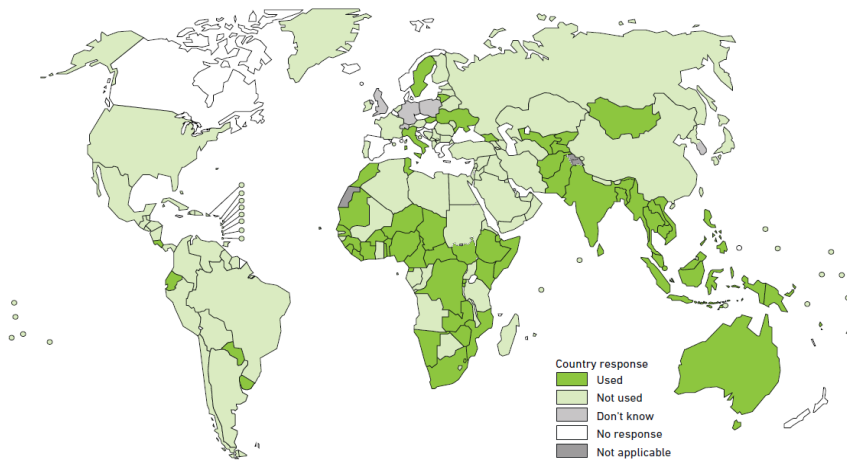 Country response
Used
Not used
Don't know
No response
Not applicable